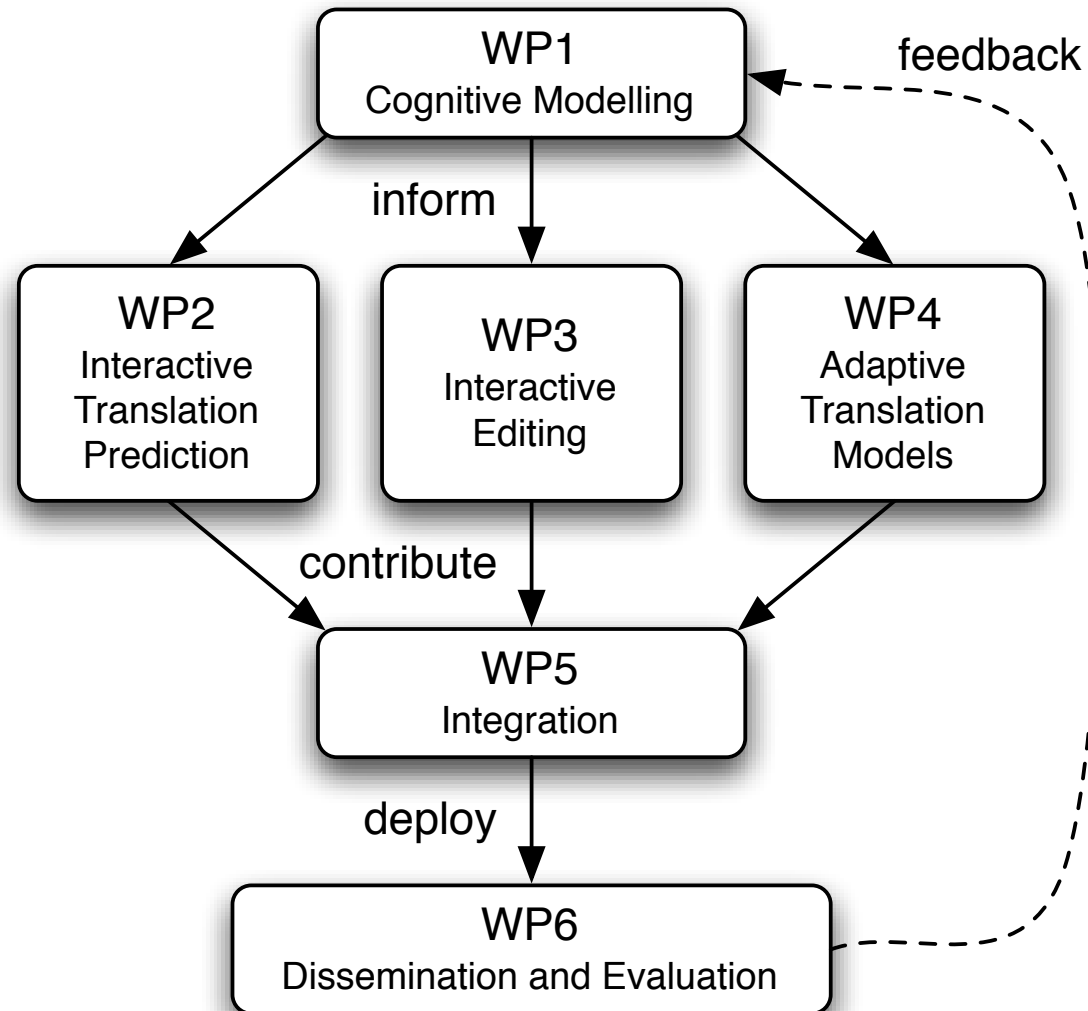 WP1
Cognitive Modelling
feedback
inform
WP2
Interactive
Translation
Prediction
WP3
Interactive
Editing
WP4
Adaptive
Translation
Models
contribute
WP5
Integration
deploy
WP6
Dissemination and Evaluation